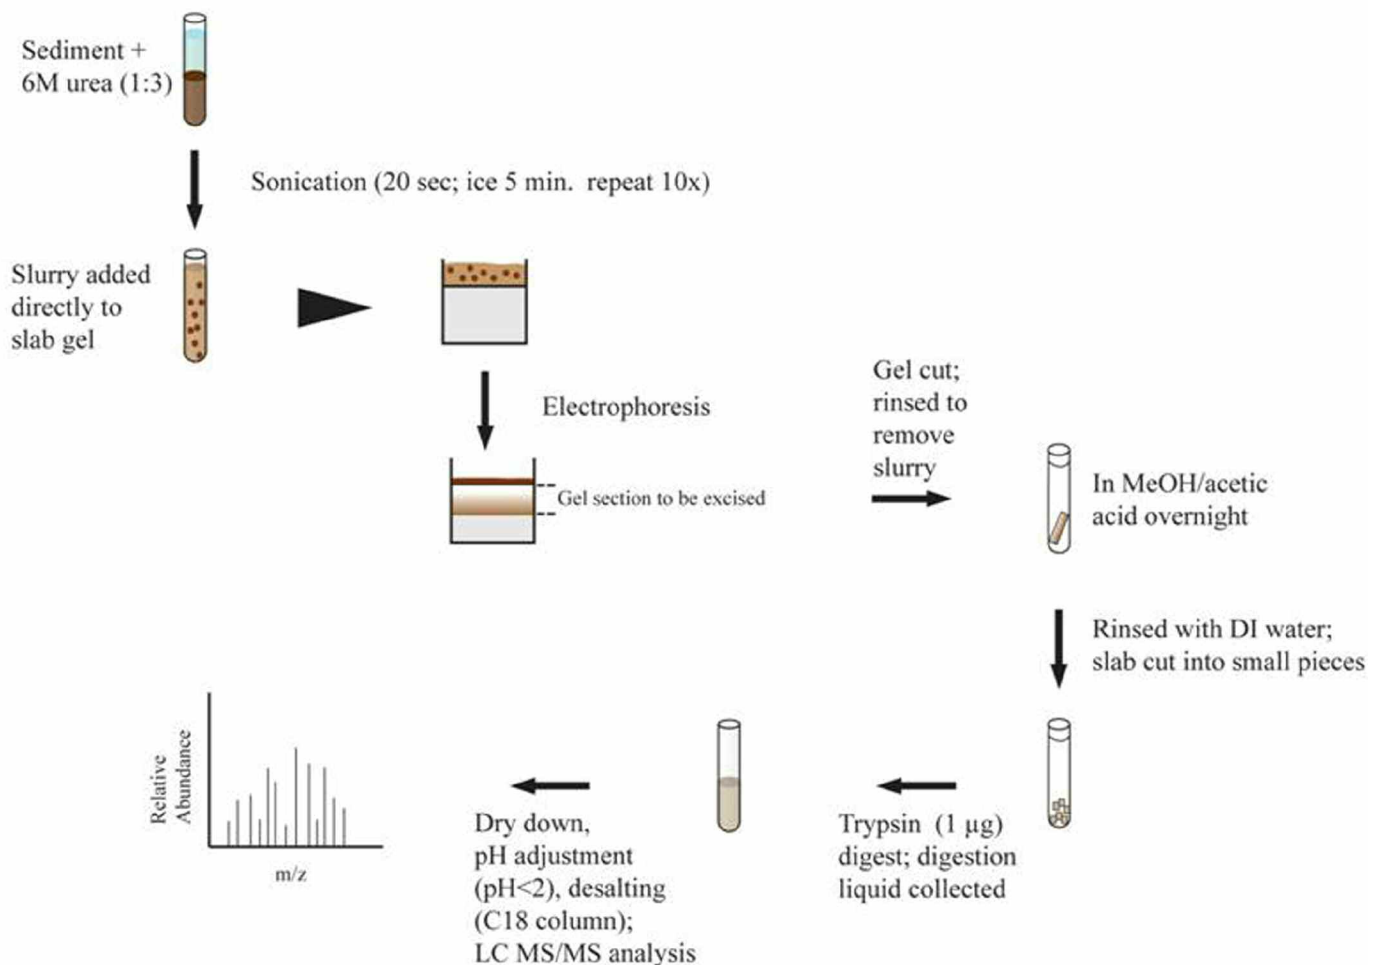 Sediment +
6M urea (1:3)
Sonication (20 sec; ice 5 min.  repeat 10x)
Slurry added
directly to
slab gel
Electrophoresis
Gel section to be excised
Gel cut;
rinsed to
remove
slurry
In MeOH/acetic
acid overnight
Rinsed with DI water;
slab cut into small pieces
Trypsin  (1 µg)
digest; digestion
liquid collected
Dry down,
pH adjustment
(pH<2), desalting
(C18 column);
LC MS/MS analysis
Relative
Abundance
m/z